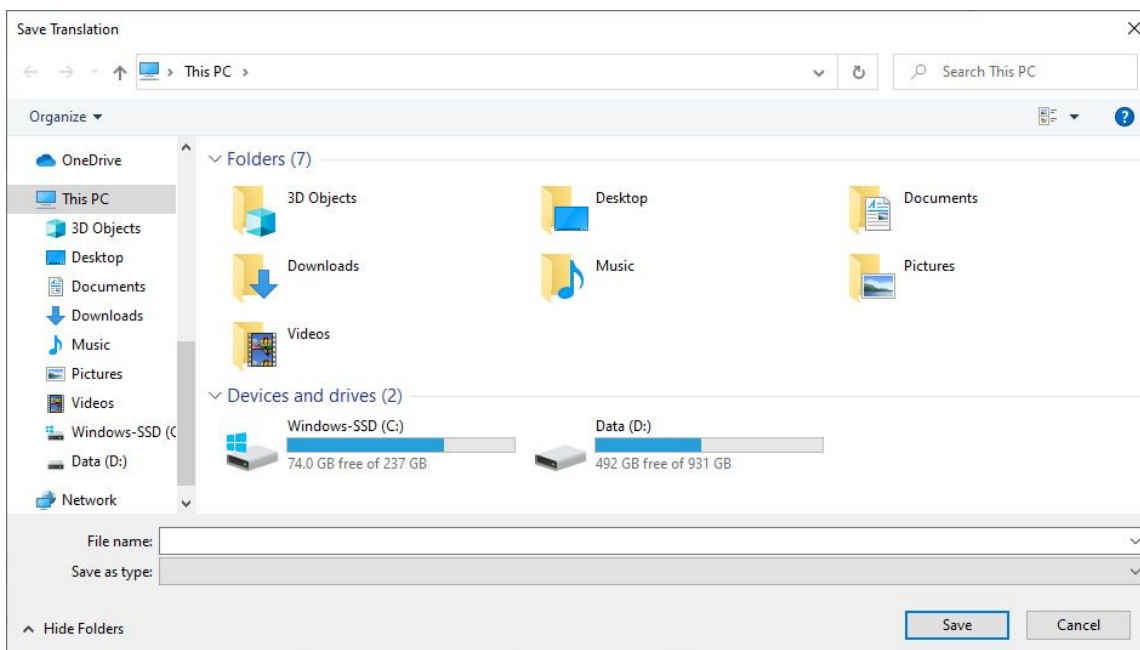 Save Translation
This PC
Search This PC
Organize
OneDrive
This PC
3D Objects
Desktop
Documents
Downloads
Music
Pictures
Videos
Windows-SSD (C
Data (D:)
Network
Folders (7)
3D Objects
Desktop
Documents
Downloads
Music
Pictures
Videos
Devices and drives (2)
Windows-SSD (C:)
74.0 GB free of 237 GB
Data (D:)
492 GB free of 931 GB
File name:
Save as type:
Hide Folders
Save
Cancel